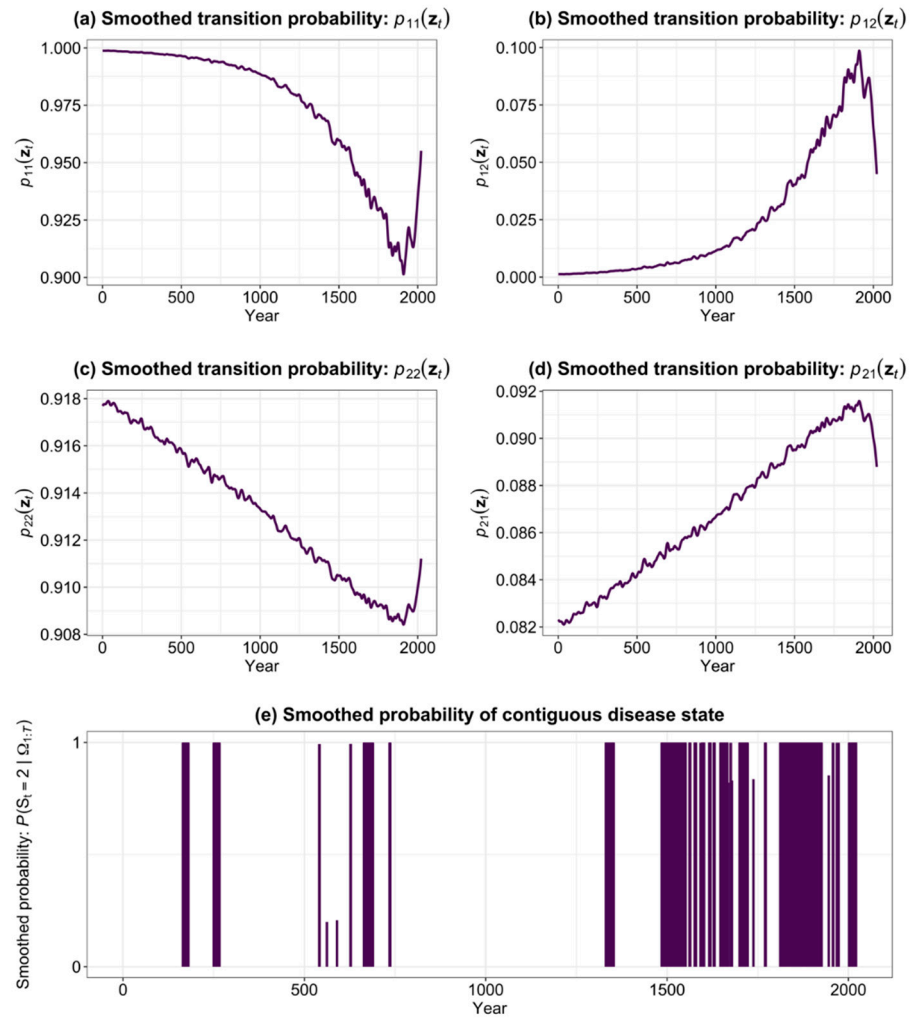 (a) Smoothed transition probability: p₁₁(𝐳ₜ)
1.000
0.975
0.950
0.925
0.900
p₁₁(𝐳ₜ)
0 500 1000 1500 2000
Year
(b) Smoothed transition probability: p₁₂(𝐳ₜ)
0.100
0.075
0.050
0.025
0.000
p₁₂(𝐳ₜ)
0 500 1000 1500 2000
Year
(c) Smoothed transition probability: p₂₂(𝐳ₜ)
0.918
0.916
0.914
0.912
0.910
0.908
p₂₂(𝐳ₜ)
0 500 1000 1500 2000
Year
(d) Smoothed transition probability: p₂₁(𝐳ₜ)
0.092
0.090
0.088
0.086
0.084
0.082
p₂₁(𝐳ₜ)
0 500 1000 1500 2000
Year
(e) Smoothed probability of contiguous disease state
Smoothed probability: P(Sₜ = 2 | Ω₁:T)
1
0
0 500 1000 1500 2000
Year